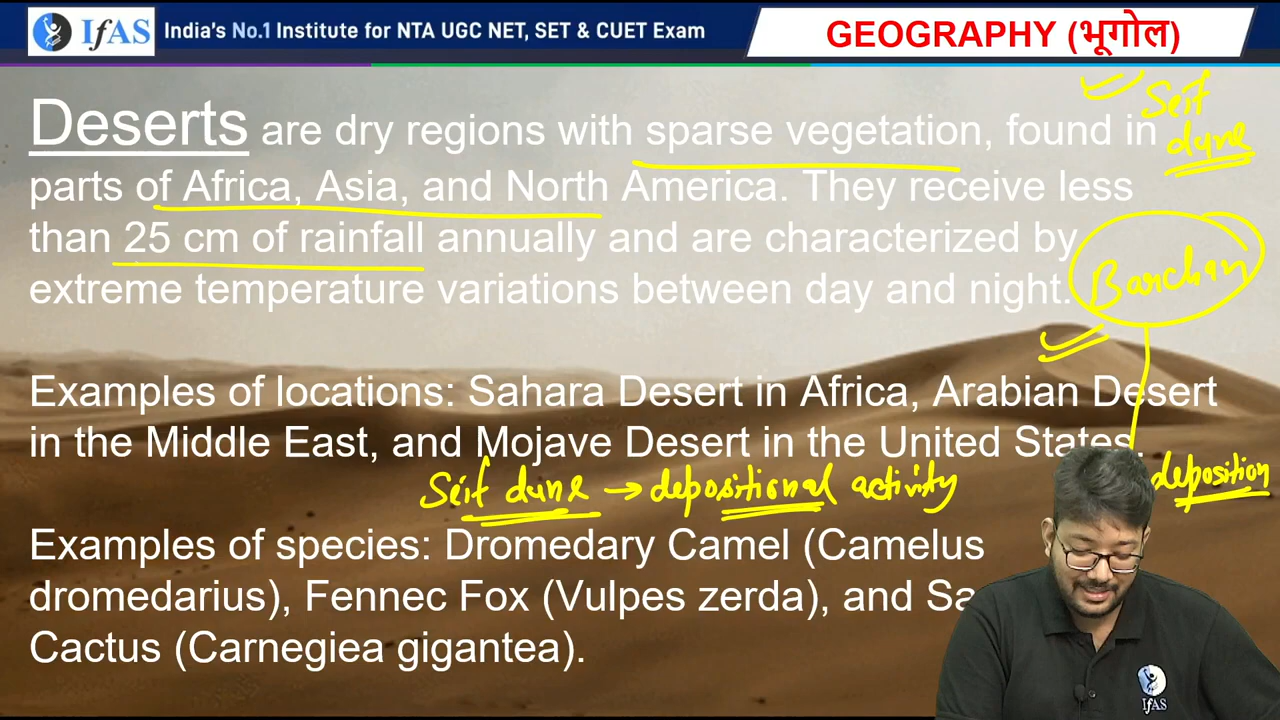 IfAS
India's No.1 Institute for NTA UGC NET, SET & CUET Exam
GEOGRAPHY (भूगोल)
Seif
dune
Deserts are dry regions with sparse vegetation, found in
parts of Africa, Asia, and North America. They receive less
than 25 cm of rainfall annually and are characterized by
extreme temperature variations between day and night.
Barchan
Examples of locations: Sahara Desert in Africa, Arabian Desert
in the Middle East, and Mojave Desert in the United States.
Seif dune → depositional activity
deposition
Examples of species: Dromedary Camel (Camelus
dromedarius), Fennec Fox (Vulpes zerda), and Sa
Cactus (Carnegiea gigantea).
IfAS